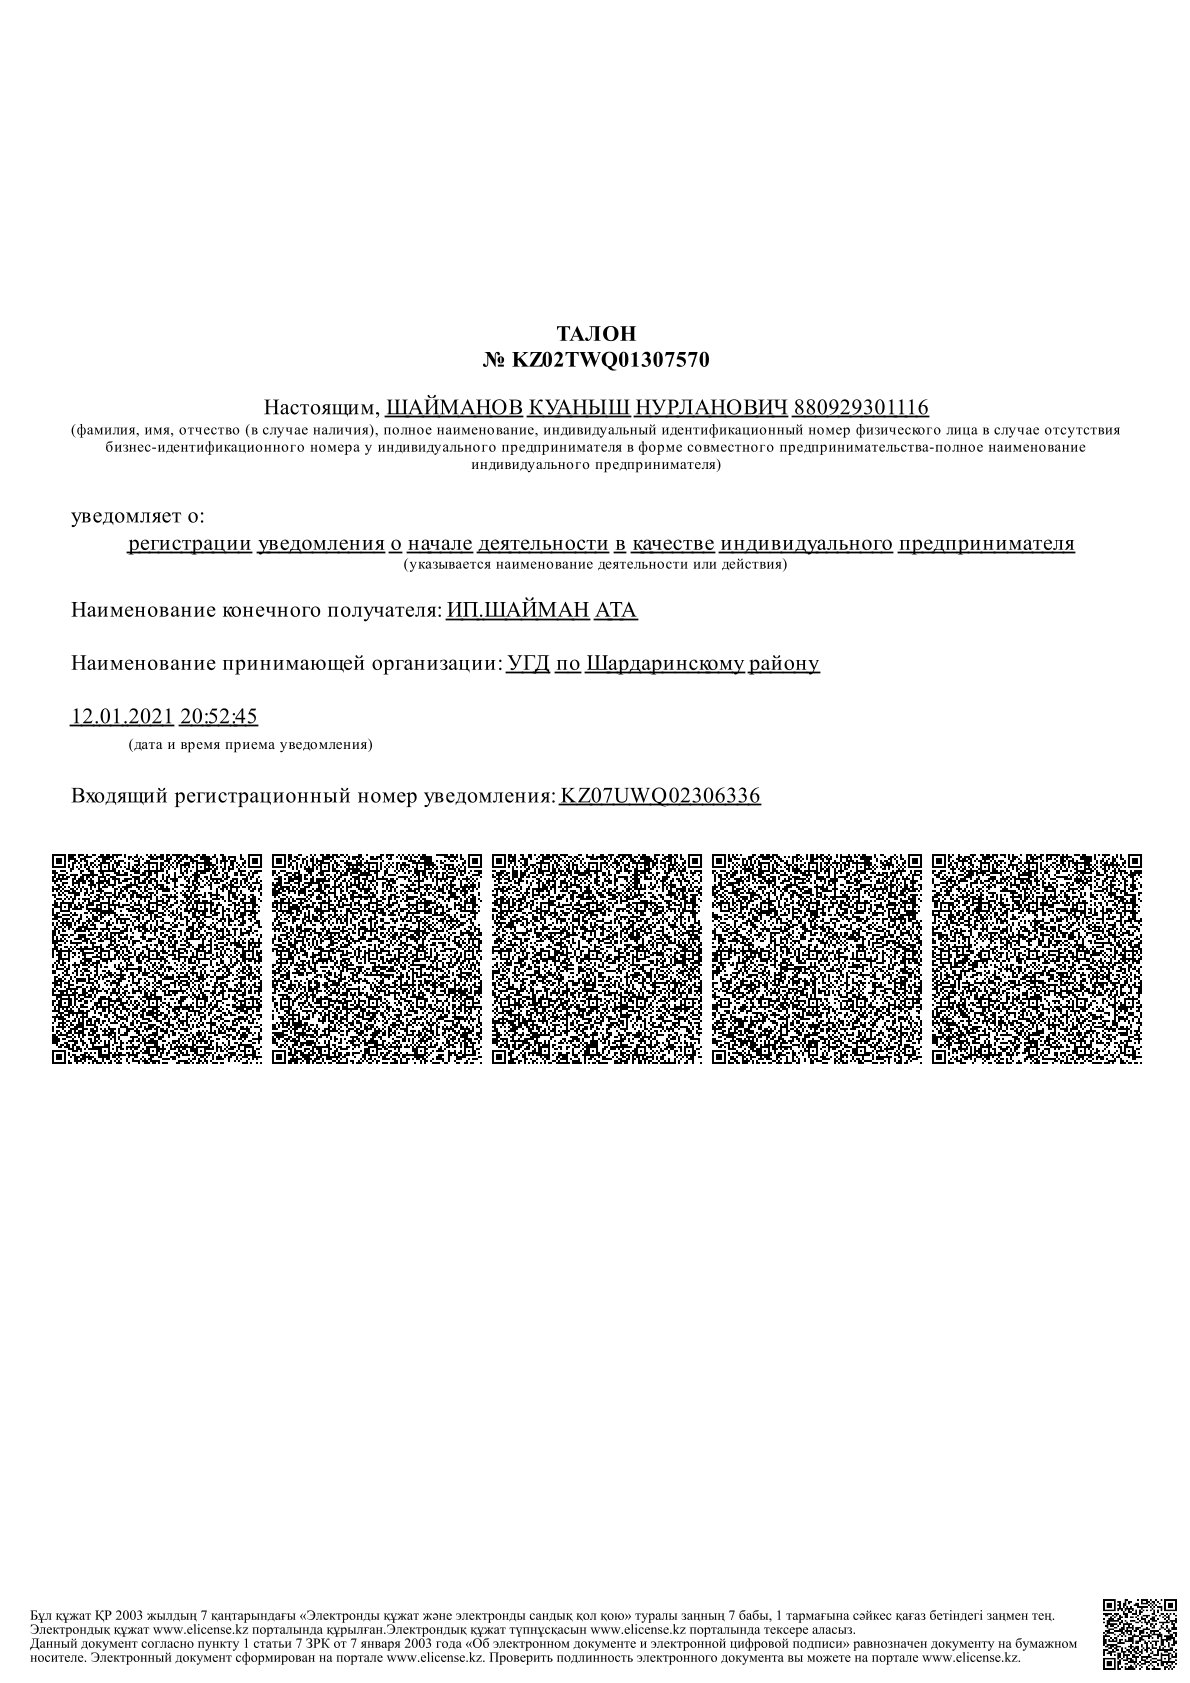 ТАЛОН
№ KZ02TWQ01307570
Настоящим, ШАЙМАНОВ КУАНЫШ НУРЛАНОВИЧ 880929301116
(фамилия, имя, отчество (в случае наличия), полное наименование, индивидуальный идентификационный номер физического лица в случае отсутствия
бизнес-идентификационного номера у индивидуального предпринимателя в форме совместного предпринимательства-полное наименование
индивидуального предпринимателя)
уведомляет о:
регистрации уведомления о начале деятельности в качестве индивидуального предпринимателя
(указывается наименование деятельности или действия)
Наименование конечного получателя: ИП.ШАЙМАН АТА
Наименование принимающей организации: УГД по Шардаринскому району
12.01.2021 20:52:45
(дата и время приема уведомления)
Входящий регистрационный номер уведомления: KZ07UWQ02306336
Бұл құжат ҚР 2003 жылдың 7 қаңтарындағы «Электронды құжат және электронды сандық қол қою» туралы заңның 7 бабы, 1 тармағына сәйкес қағаз бетіндегі заңмен тең.
Электрондық құжат www.elicense.kz порталында құрылған.Электрондық құжат түпнұсқасын www.elicense.kz порталында тексере аласыз.
Данный документ согласно пункту 1 статьи 7 ЗРК от 7 января 2003 года «Об электронном документе и электронной цифровой подписи» равнозначен документу на бумажном
носителе. Электронный документ сформирован на портале www.elicense.kz. Проверить подлинность электронного документа вы можете на портале www.elicense.kz.